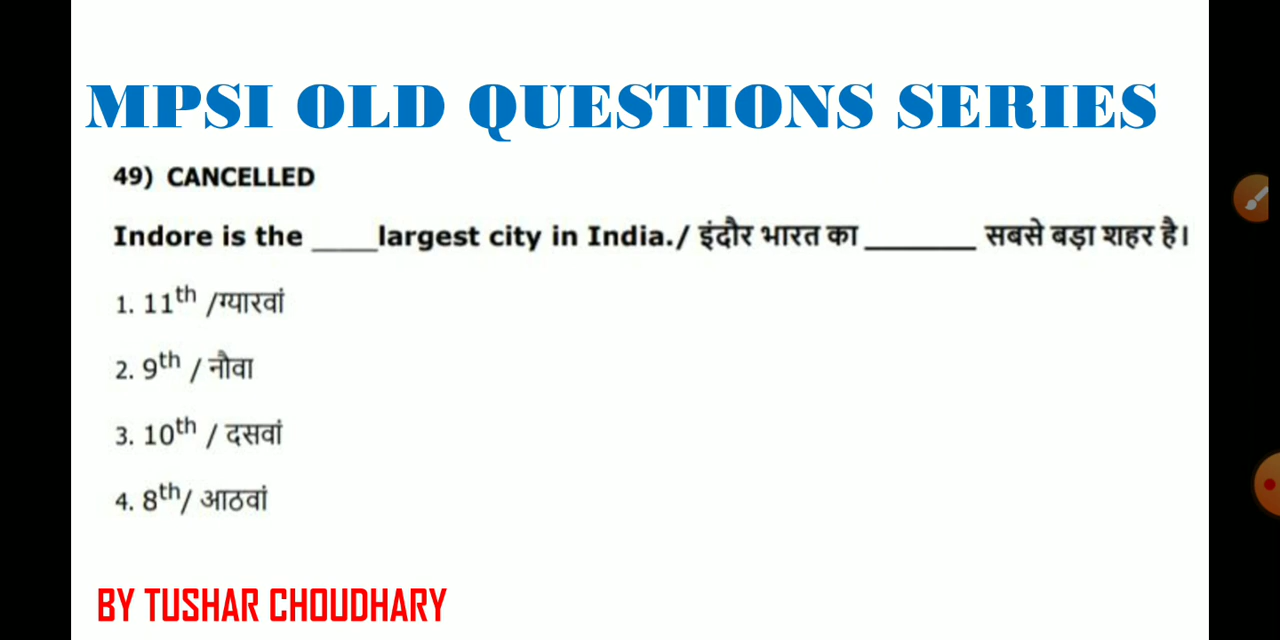 MPSI OLD QUESTIONS SERIES
49) CANCELLED
Indore is the ____largest city in India./ इंदौर भारत का _______ सबसे बड़ा शहर है।
1. 11th /ग्यारवां
2. 9th / नौवा
3. 10th / दसवां
4. 8th/ आठवां
BY TUSHAR CHOUDHARY